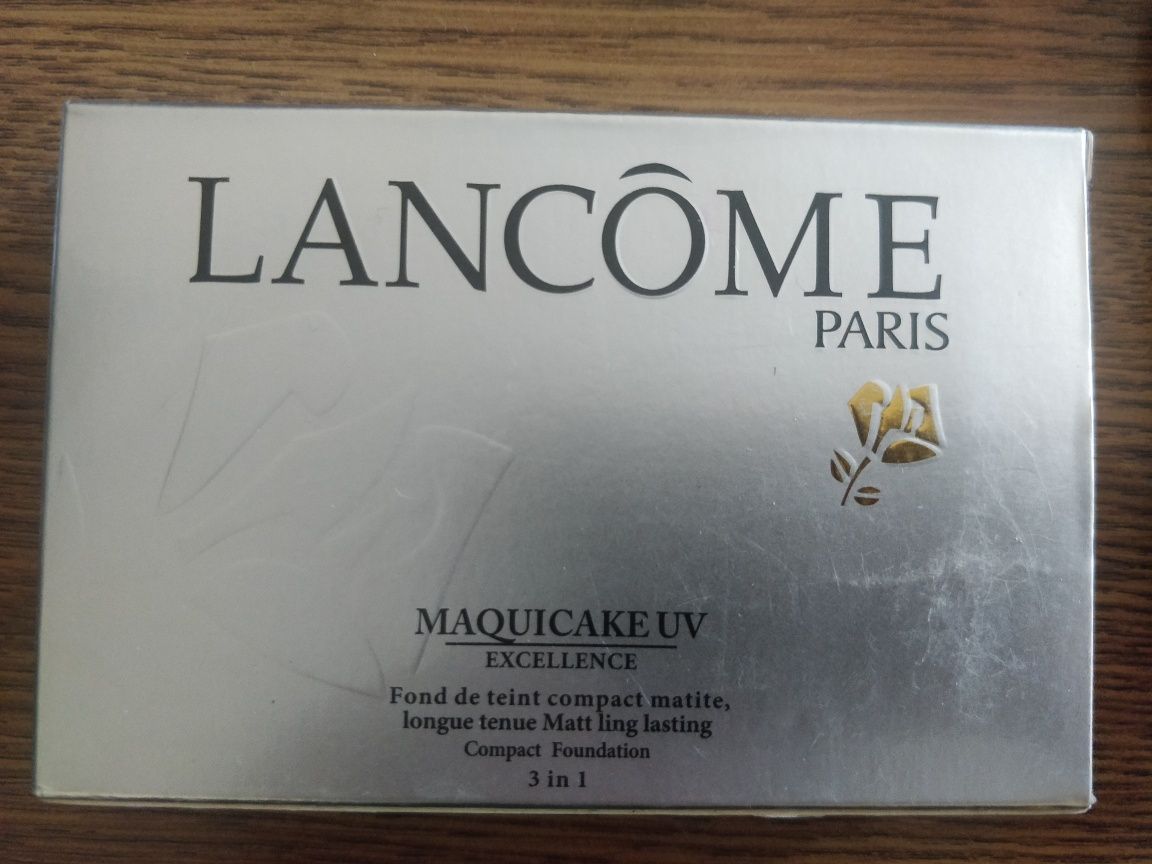 LANCÔME
PARIS
MAQUICAKE UV
EXCELLENCE
Fond de teint compact matite,
longue tenue Matt ling lasting
Compact Foundation
3 in 1